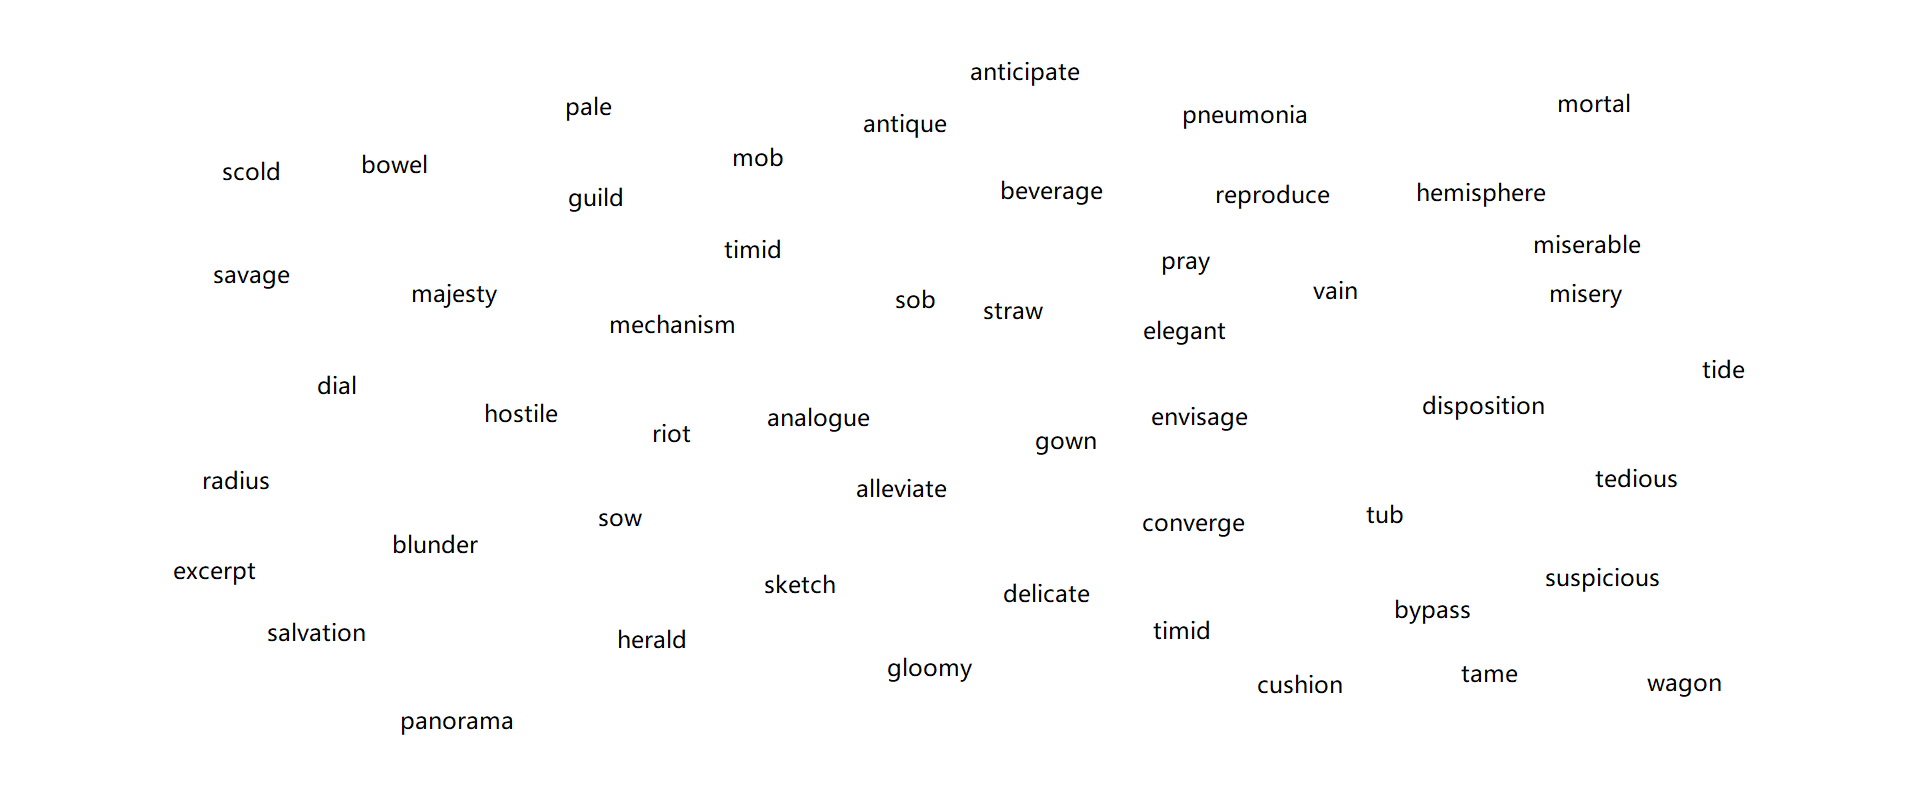 anticipate
pale
mortal
pneumonia
antique
mob
bowel
scold
beverage
hemisphere
reproduce
guild
miserable
timid
pray
savage
vain
majesty
misery
sob
straw
mechanism
elegant
tide
dial
disposition
hostile
envisage
analogue
riot
gown
tedious
radius
alleviate
tub
sow
converge
blunder
excerpt
suspicious
sketch
delicate
bypass
timid
salvation
herald
gloomy
tame
wagon
cushion
panorama